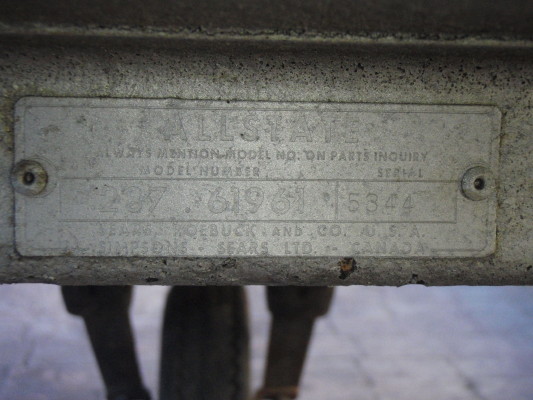 ALLSTATE
ALWAYS MENTION MODEL NO. ON PARTS INQUIRY
MODEL NUMBER SERIAL
287.61961 5344
SEARS, ROEBUCK AND CO. U.S.A.
SIMPSONS - SEARS LTD. - CANADA